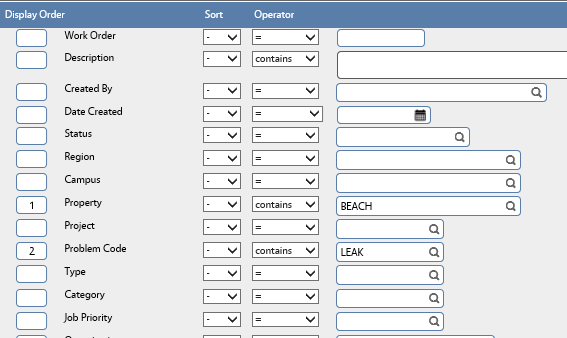 Display Order Sort Operator
Work Order - =
Description - contains
Created By - =
Date Created - =
Status - =
Region - =
Campus - =
1 Property - contains BEACH
Project - =
2 Problem Code - contains LEAK
Type - =
Category - =
Job Priority - =